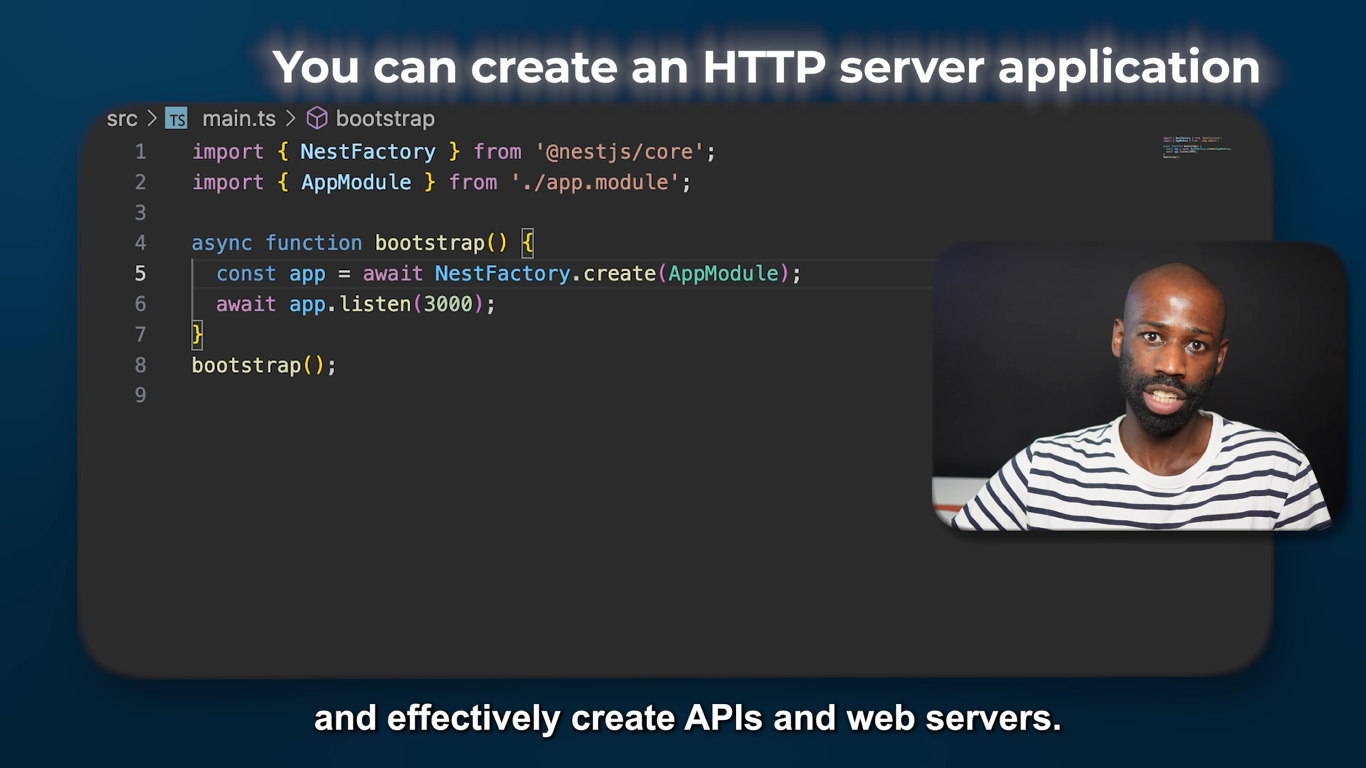 You can create an HTTP server application
src > TS main.ts > bootstrap
1 import { NestFactory } from '@nestjs/core';
2 import { AppModule } from './app.module';
3
4 async function bootstrap() {
5 const app = await NestFactory.create(AppModule);
6 await app.listen(3000);
7 }
8 bootstrap();
9
and effectively create APIs and web servers.